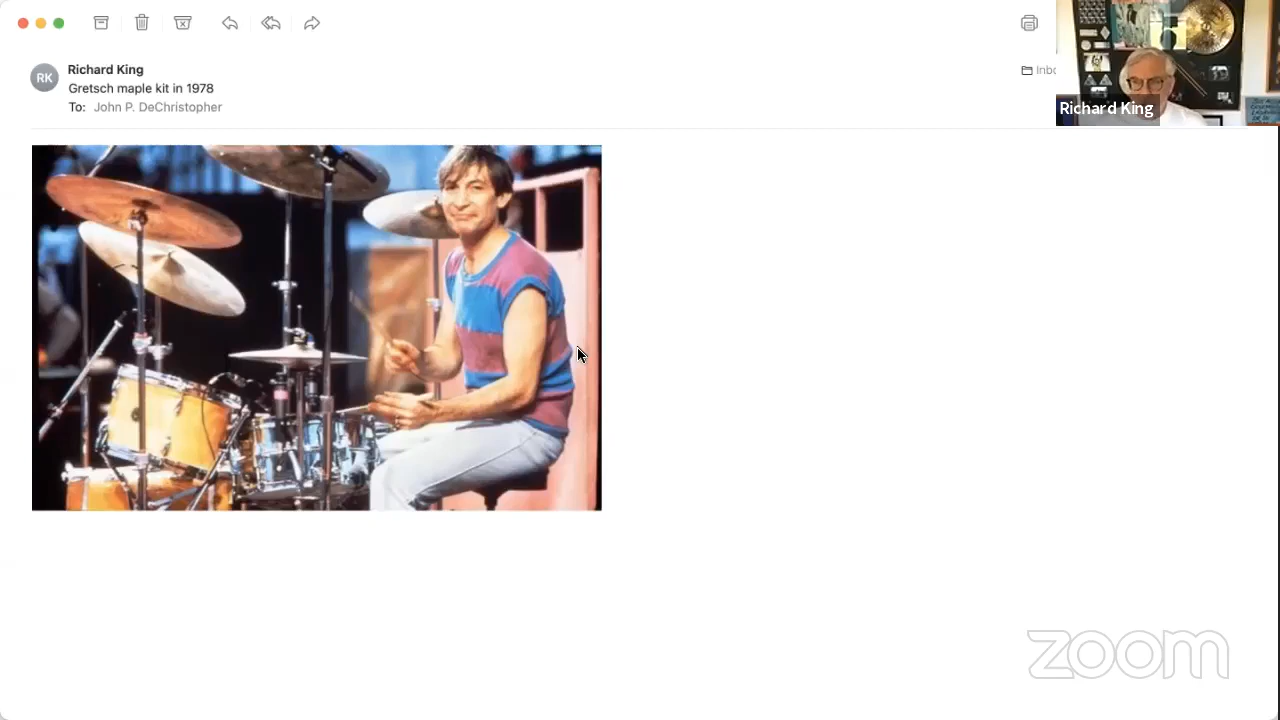 RK
Richard King
Gretsch maple kit in 1978
To: John P. DeChristopher
Inbo
Richard King
zoom